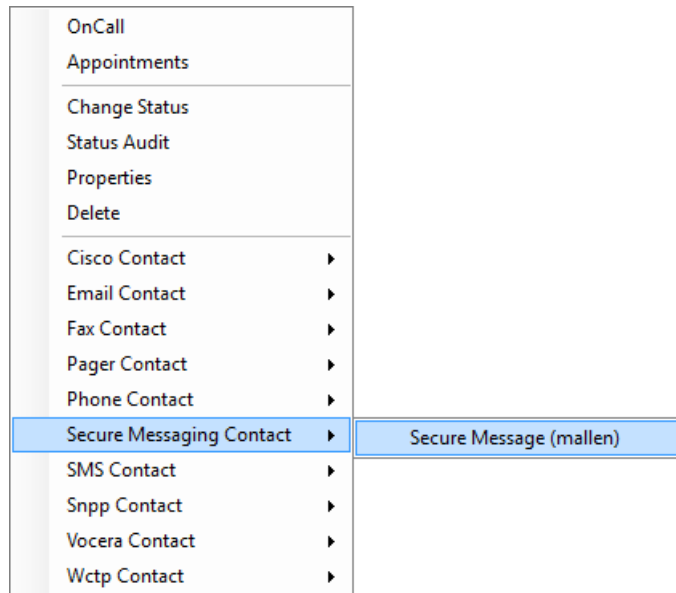 OnCall
Appointments
Change Status
Status Audit
Properties
Delete
Cisco Contact
Email Contact
Fax Contact
Pager Contact
Phone Contact
Secure Messaging Contact
Secure Message (mallen)
SMS Contact
Snpp Contact
Vocera Contact
Wctp Contact